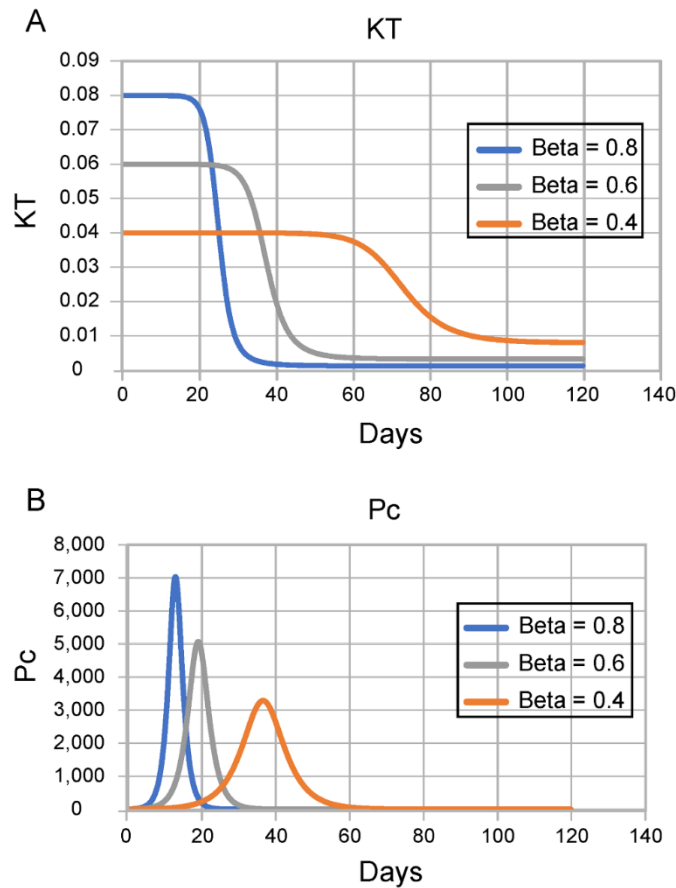 A
KT
0.09
0.08
0.07
0.06
0.05
0.04
0.03
0.02
0.01
0
KT
Beta = 0.8
Beta = 0.6
Beta = 0.4
0 20 40 60 80 100 120 140
Days
B
Pc
8,000
7,000
6,000
5,000
4,000
3,000
2,000
1,000
0
Pc
Beta = 0.8
Beta = 0.6
Beta = 0.4
0 20 40 60 80 100 120 140
Days